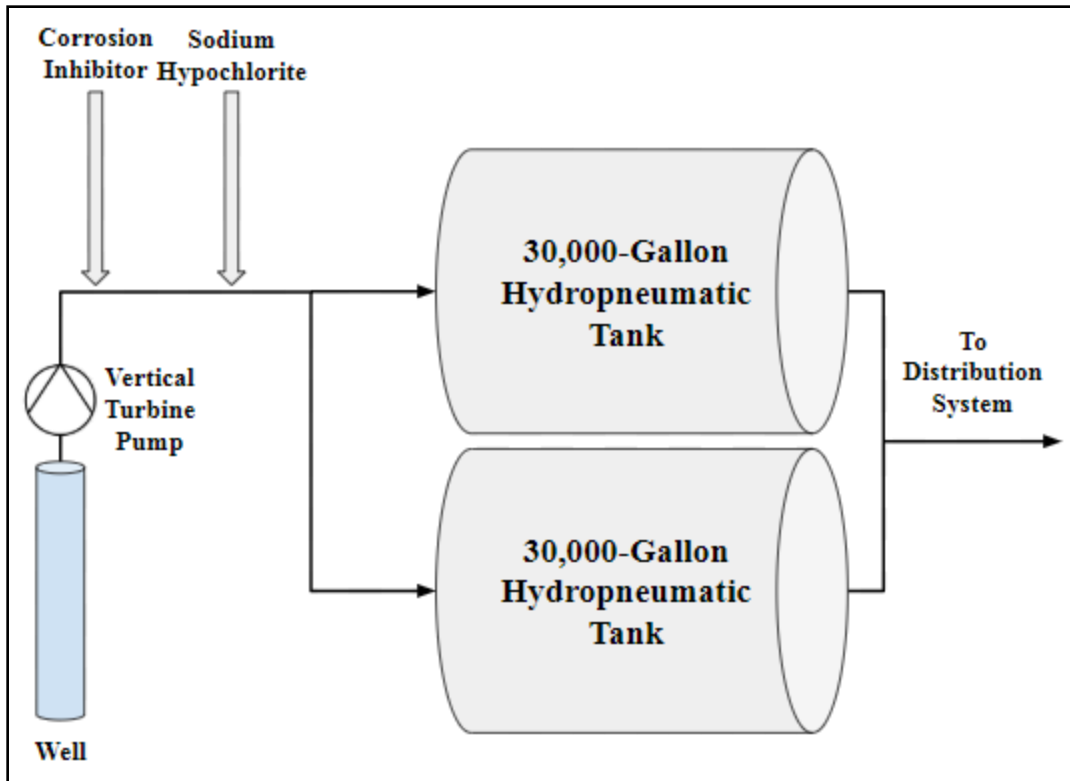 Corrosion
Inhibitor
Sodium
Hypochlorite
30,000-Gallon
Hydropneumatic
Tank
Vertical
Turbine
Pump
To
Distribution
System
30,000-Gallon
Hydropneumatic
Tank
Well